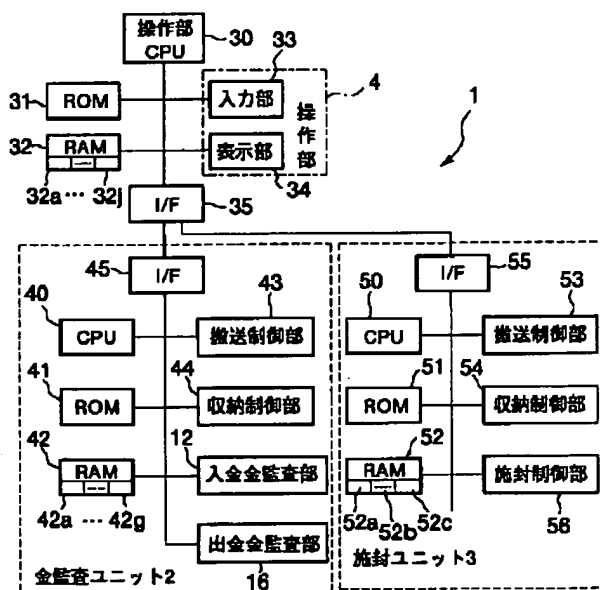 操作部
CPU
30
33
4
31
ROM
入力部
操作部
1
32
RAM
表示部
32a … 32j
34
I/F
35
45
I/F
I/F
55
40
43
50
53
CPU
搬送制御部
CPU
搬送制御部
41
44
51
54
ROM
収納制御部
ROM
収納制御部
42
12
52
RAM
入金金監査部
RAM
施封制御部
42a … 42g
52a
52b
52c
56
出金金監査部
施封ユニット3
金監査ユニット2
16